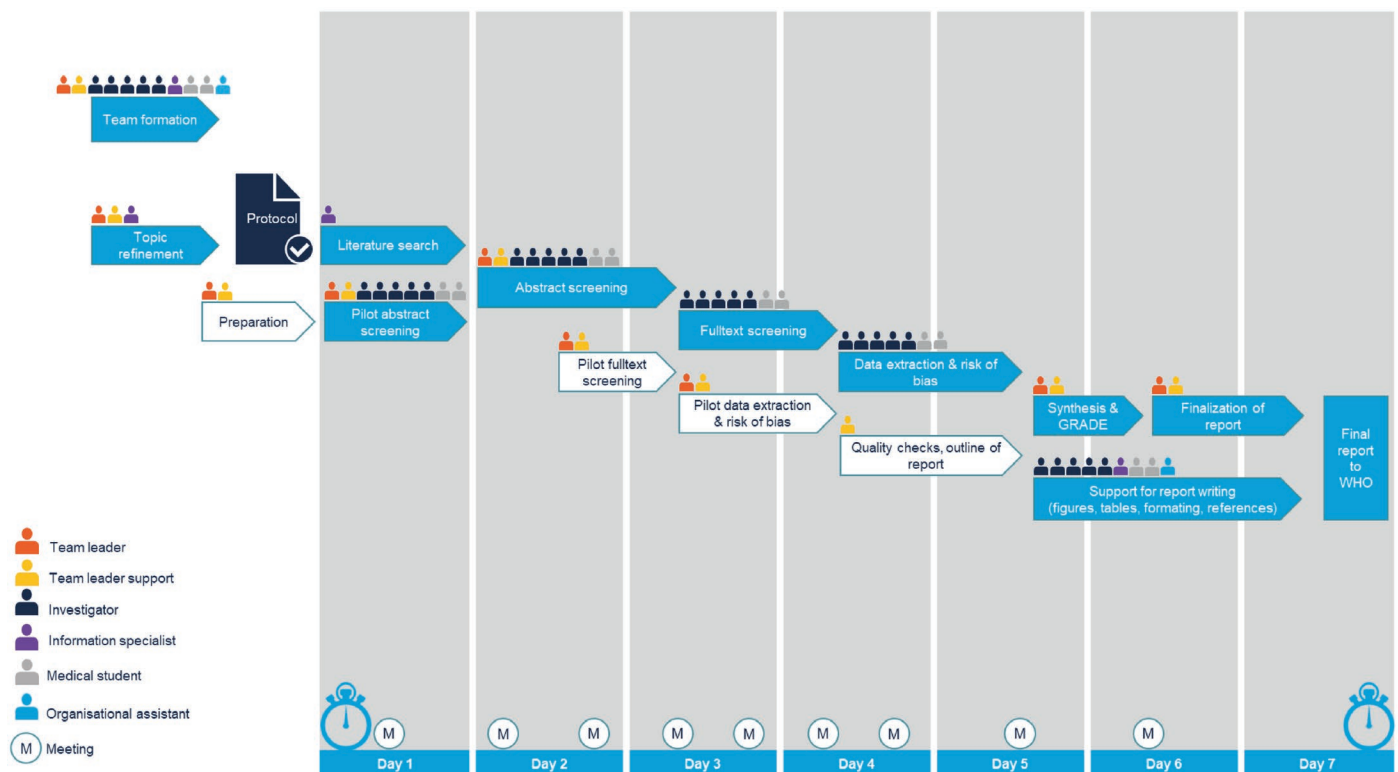 Team formation
Topic
refinement
Protocol
Preparation
Literature search
Pilot abstract
screening
Abstract screening
Pilot fulltext
screening
Fulltext screening
Pilot data extraction
& risk of bias
Data extraction & risk of
bias
Quality checks, outline of
report
Synthesis &
GRADE
Finalization of
report
Support for report writing
(figures, tables, formating, references)
Final
report
to
WHO
Team leader
Team leader support
Investigator
Information specialist
Medical student
Organisational assistant
M Meeting
M
M
M
M
M
M
M
M
M
Day 1
Day 2
Day 3
Day 4
Day 5
Day 6
Day 7